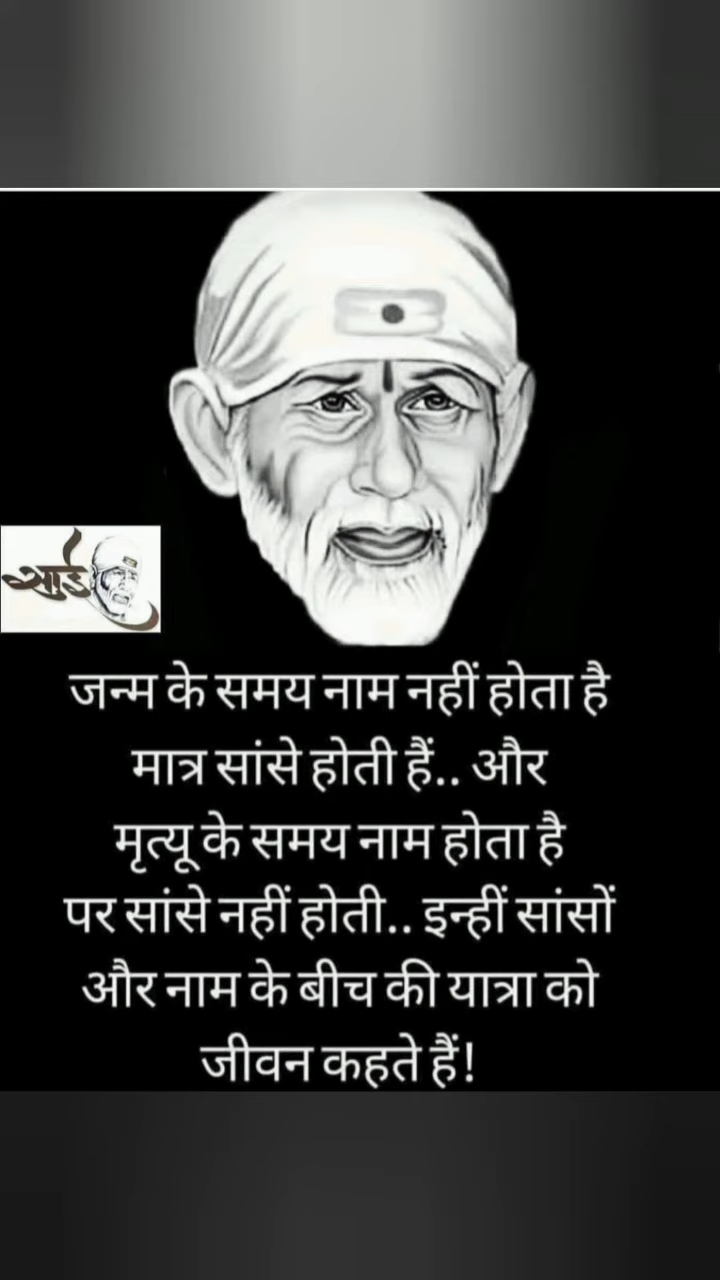 साई
जन्म के समय नाम नहीं होता है
मात्र सांसे होती हैं.. और
मृत्यू के समय नाम होता है
पर सांसे नहीं होती.. इन्हीं सांसों
और नाम के बीच की यात्रा को
जीवन कहते हैं!